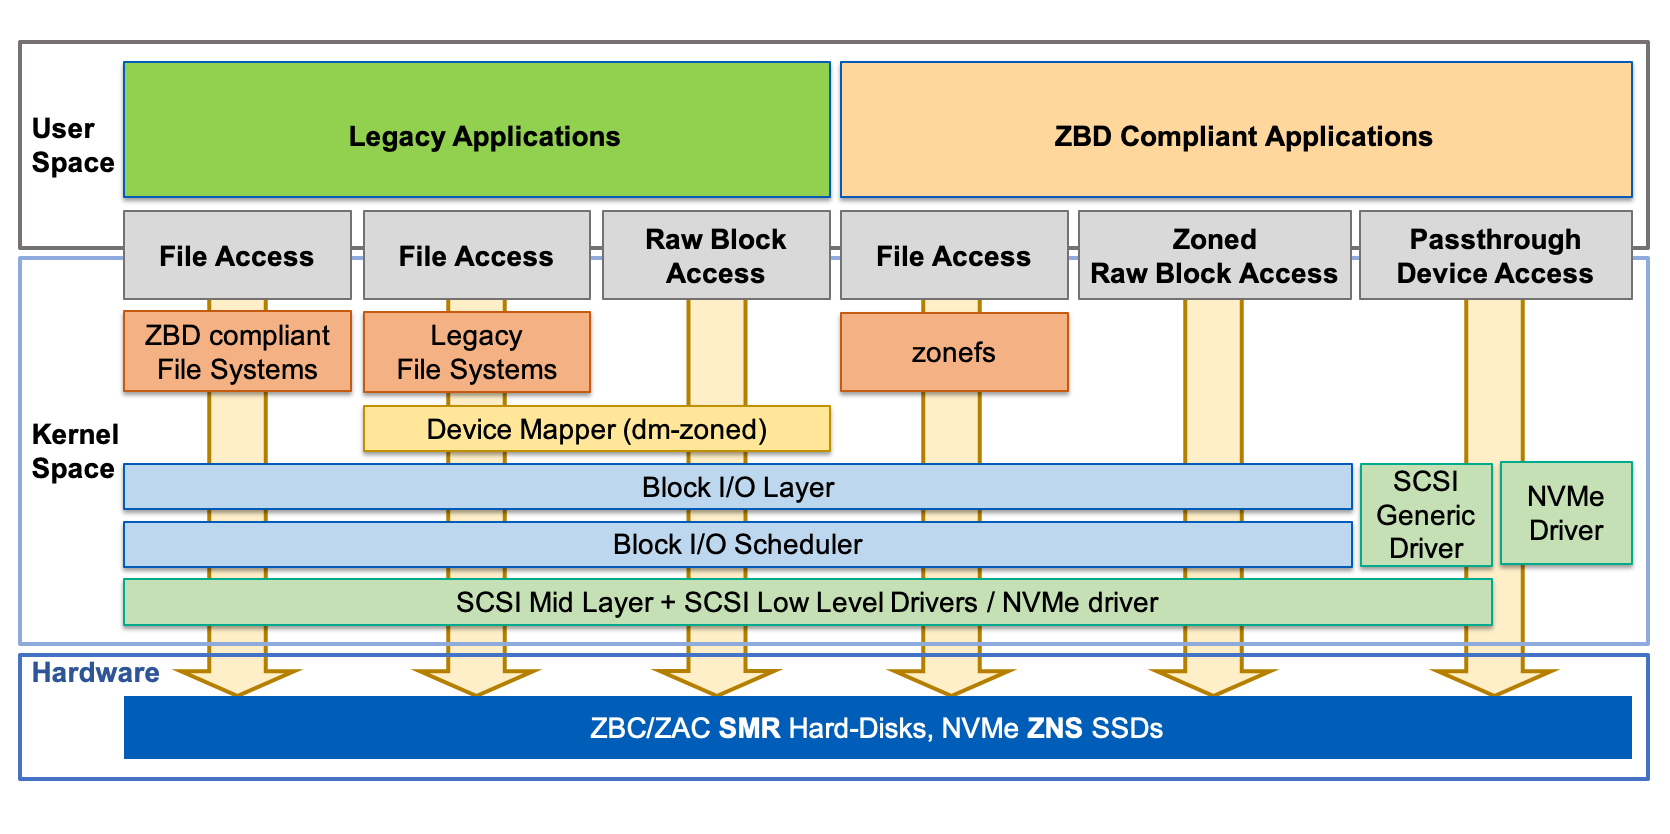 User
Space
Legacy Applications
ZBD Compliant Applications
File Access
File Access
Raw Block
Access
File Access
Zoned
Raw Block Access
Passthrough
Device Access
Kernel
Space
ZBD compliant
File Systems
Legacy
File Systems
zonefs
Device Mapper (dm-zoned)
Block I/O Layer
SCSI
Generic
Driver
NVMe
Driver
Block I/O Scheduler
SCSI Mid Layer + SCSI Low Level Drivers / NVMe driver
Hardware
ZBC/ZAC SMR Hard-Disks, NVMe ZNS SSDs